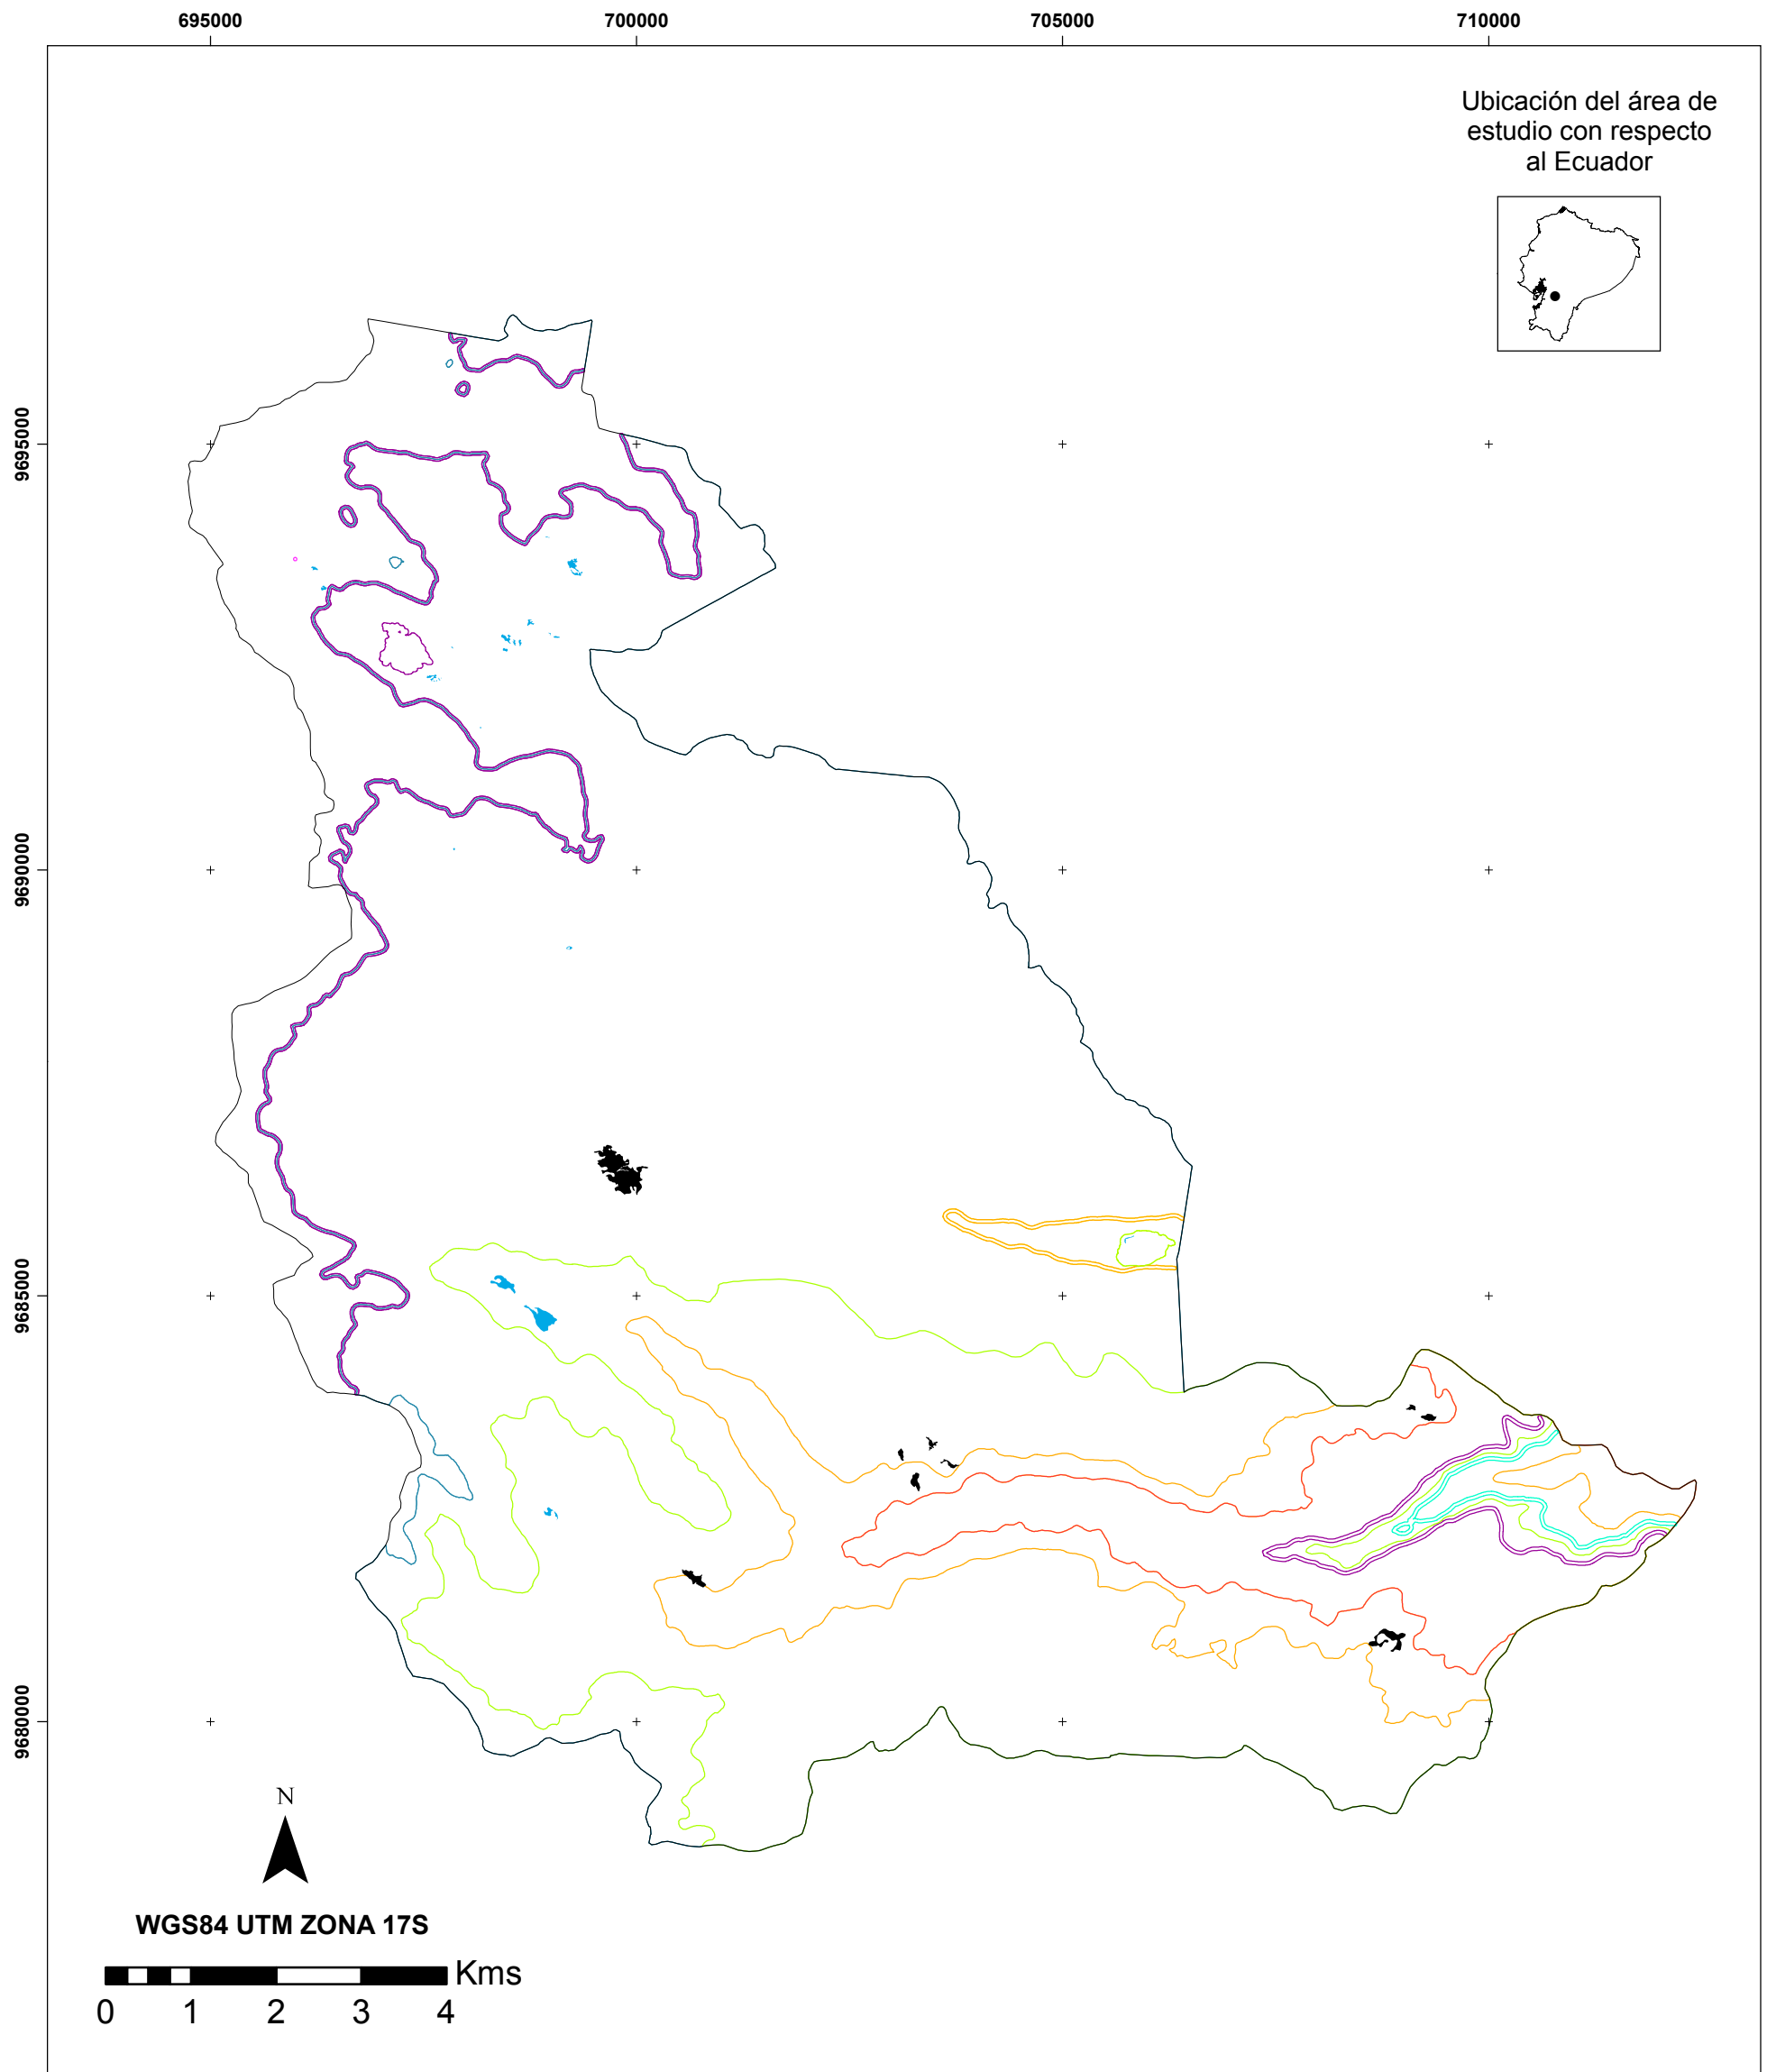 695000 700000 705000 710000
Ubicación del área de
estudio con respecto
al Ecuador
9695000
9690000
9685000
9680000
N
WGS84 UTM ZONA 17S
Kms
0 1 2 3 4